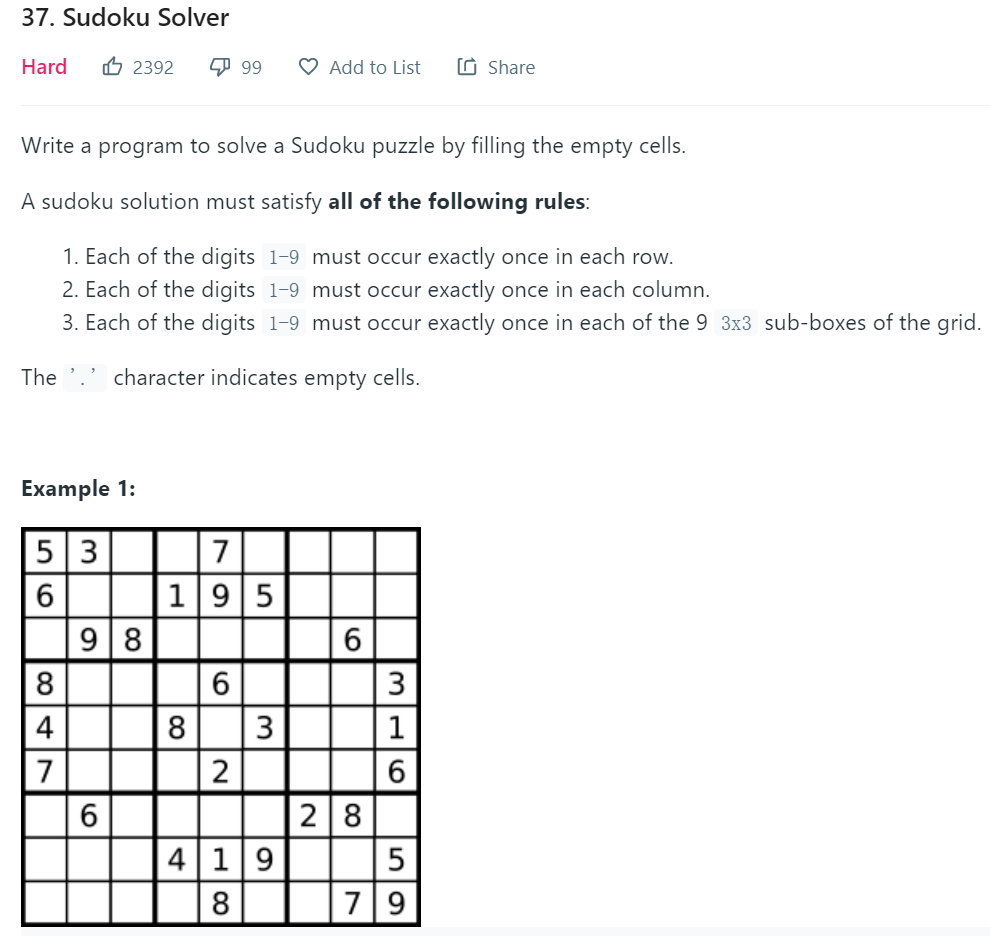 37. Sudoku Solver
Hard 2392 99 Add to List Share
Write a program to solve a Sudoku puzzle by filling the empty cells.
A sudoku solution must satisfy all of the following rules:
1. Each of the digits 1-9 must occur exactly once in each row.
2. Each of the digits 1-9 must occur exactly once in each column.
3. Each of the digits 1-9 must occur exactly once in each of the 9 3x3 sub-boxes of the grid.
The '.' character indicates empty cells.
Example 1:
5 3 7
6 1 9 5
9 8 6
8 6 3
4 8 3 1
7 2 6
6 2 8
4 1 9 5
8 7 9